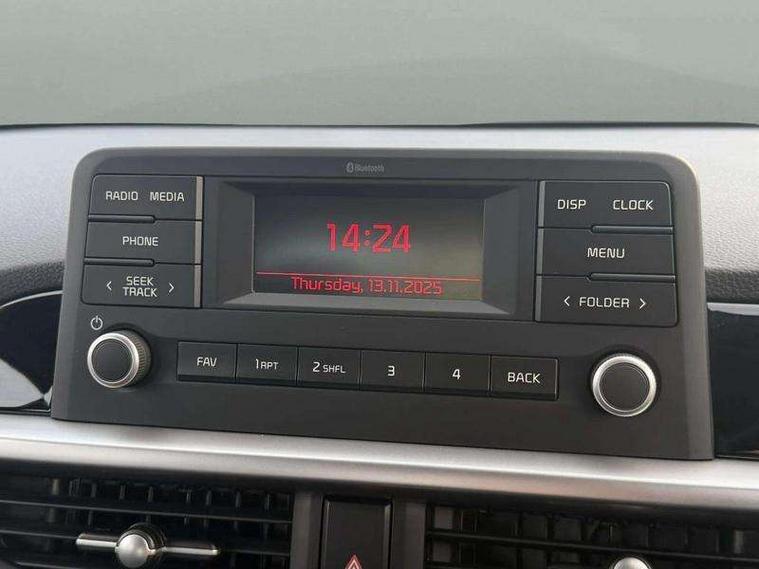 Bluetooth
RADIO MEDIA
PHONE
< SEEK TRACK >
14:24
Thursday, 13.11.2025
DISP CLOCK
MENU
< FOLDER >
FAV 1 RPT 2 SHFL 3 4 BACK